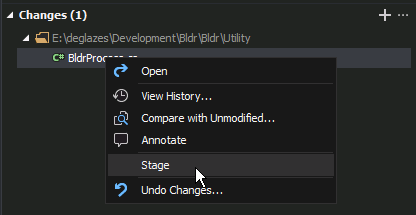 Changes (1)
E:\deglazes\Development\Bldr\Bldr\Utility
C# BldrProcess.cs
Open
View History...
Compare with Unmodified...
Annotate
Stage
Undo Changes...